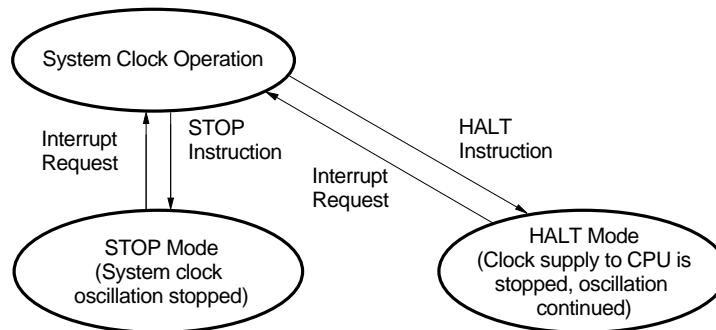 System Clock Operation
Interrupt
Request
STOP
Instruction
HALT
Instruction
Interrupt
Request
STOP Mode
(System clock
oscillation stopped)
HALT Mode
(Clock supply to CPU is
stopped, oscillation
continued)